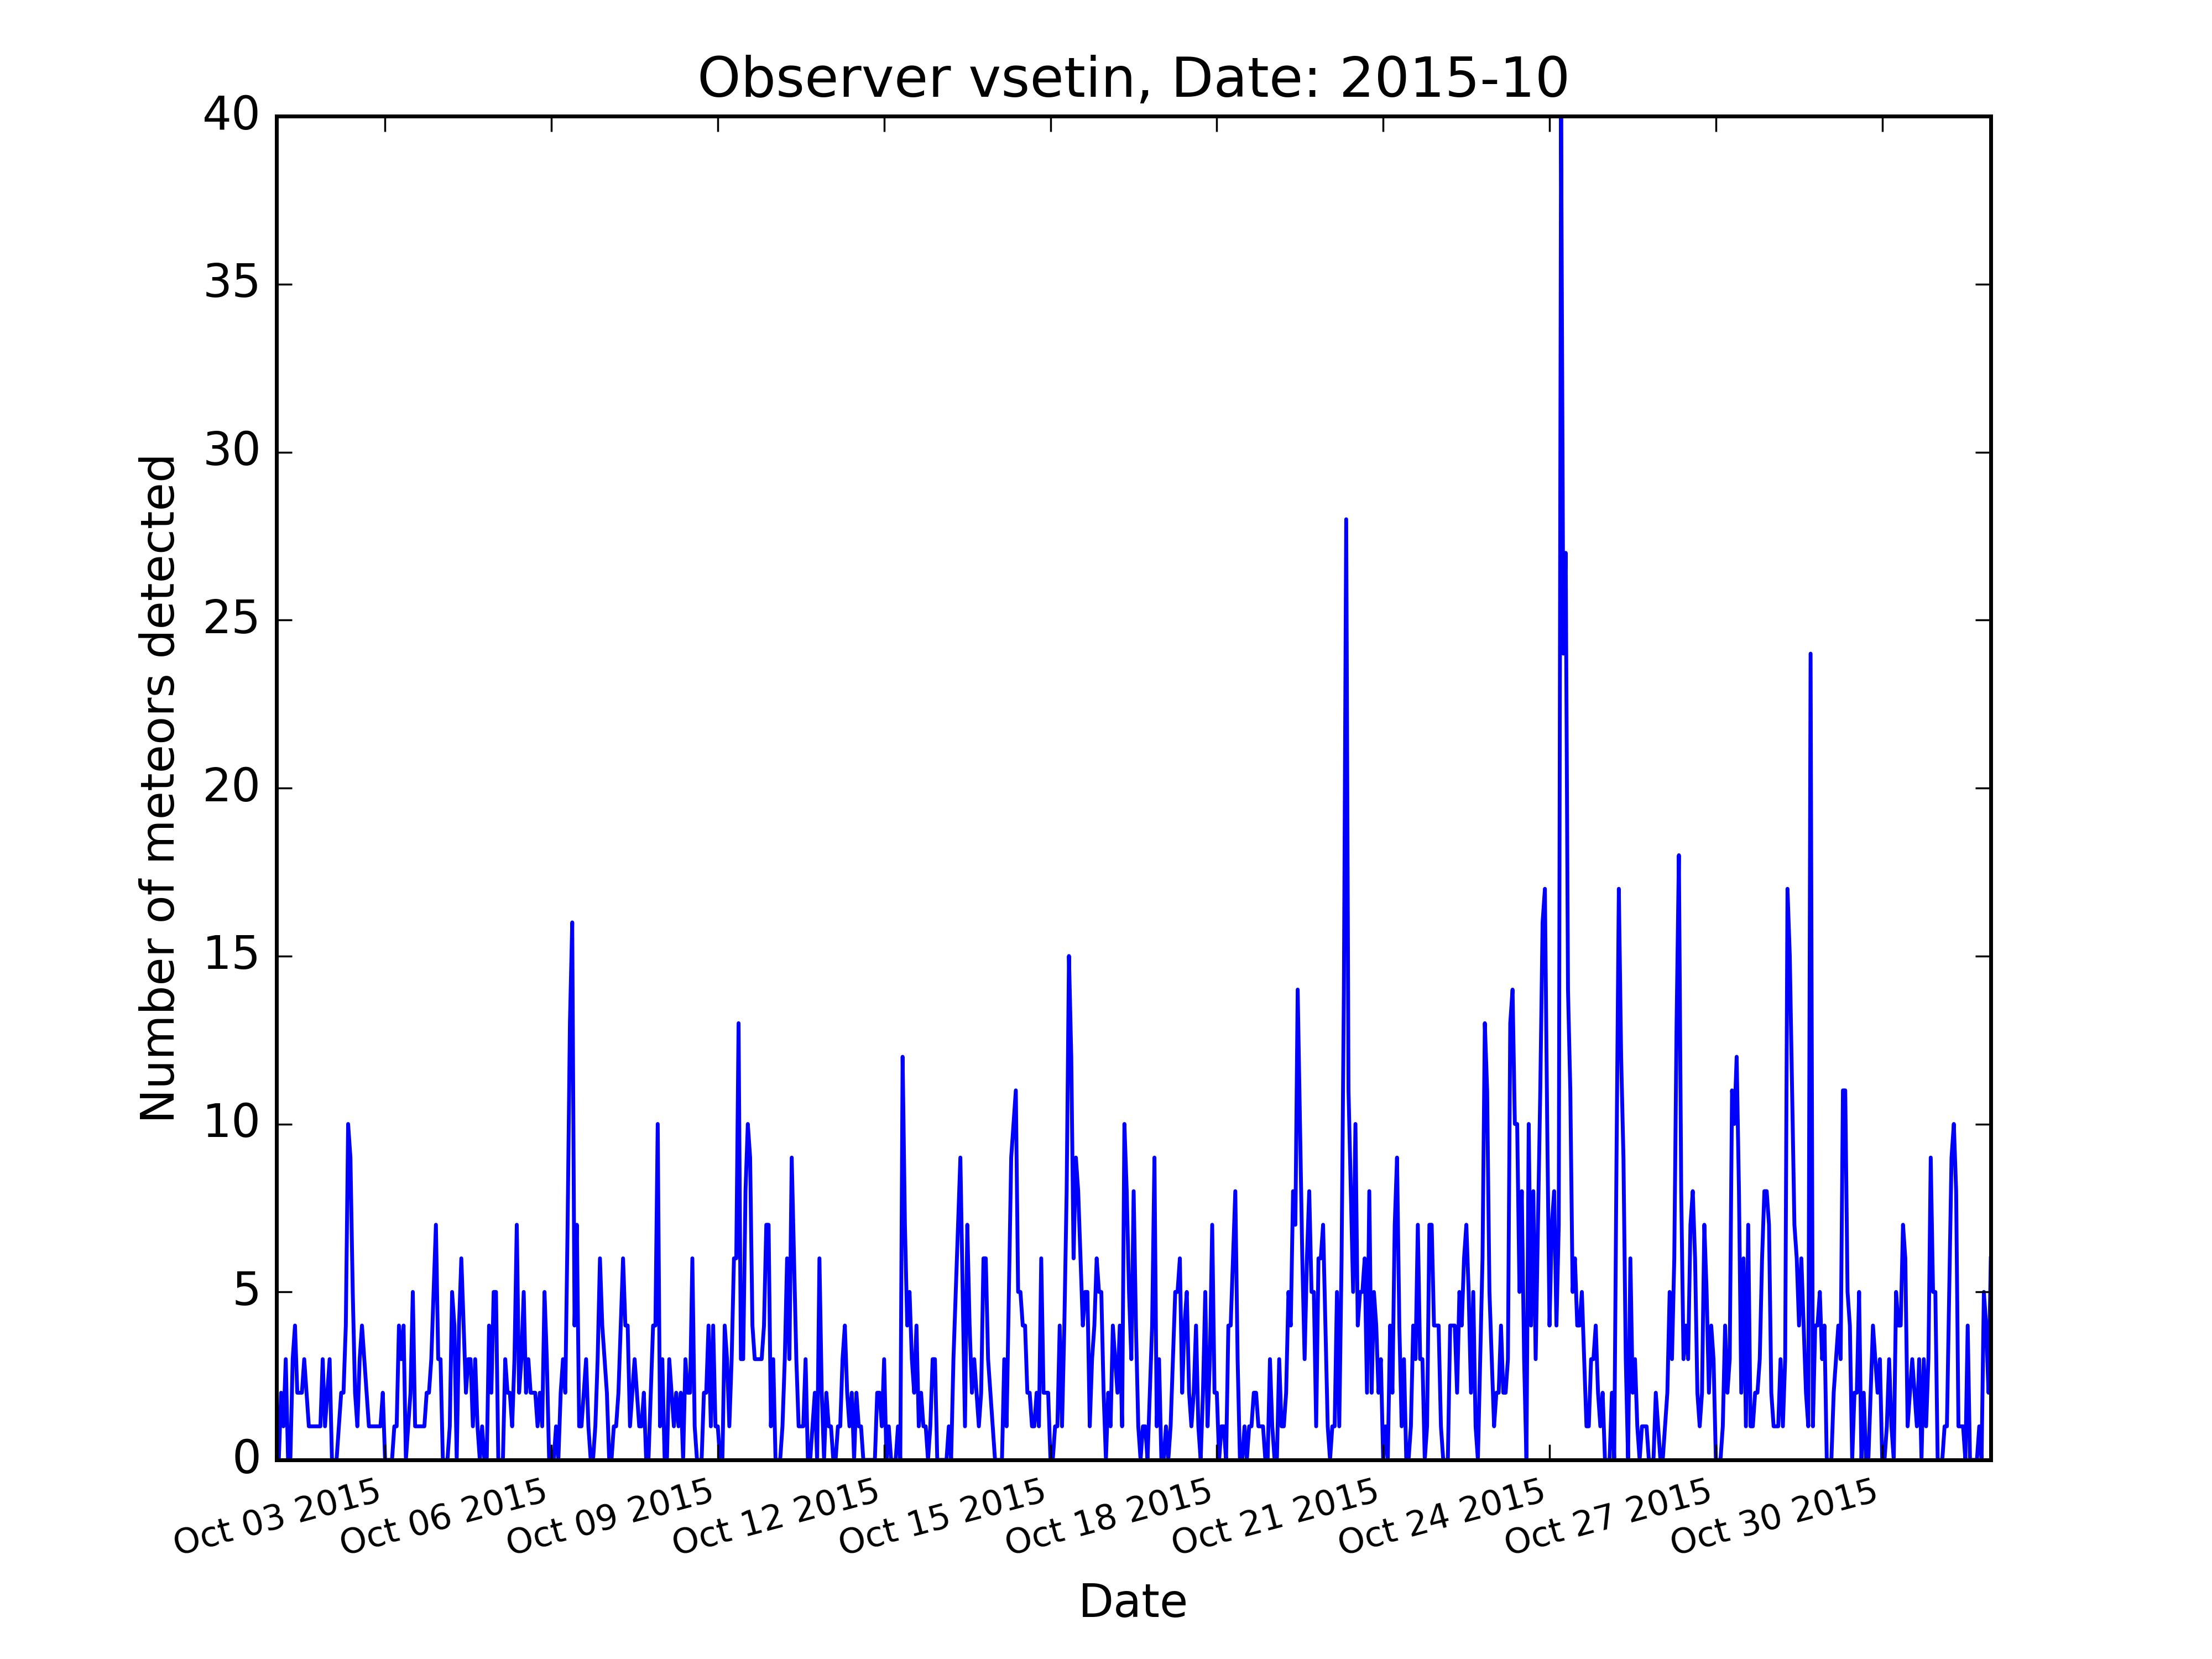 Observer vsetin, Date: 2015-10
40
35
30
25
20
15
10
5
0
Number of meteors detected
Oct 03 2015
Oct 06 2015
Oct 09 2015
Oct 12 2015
Oct 15 2015
Oct 18 2015
Oct 21 2015
Oct 24 2015
Oct 27 2015
Oct 30 2015
Date